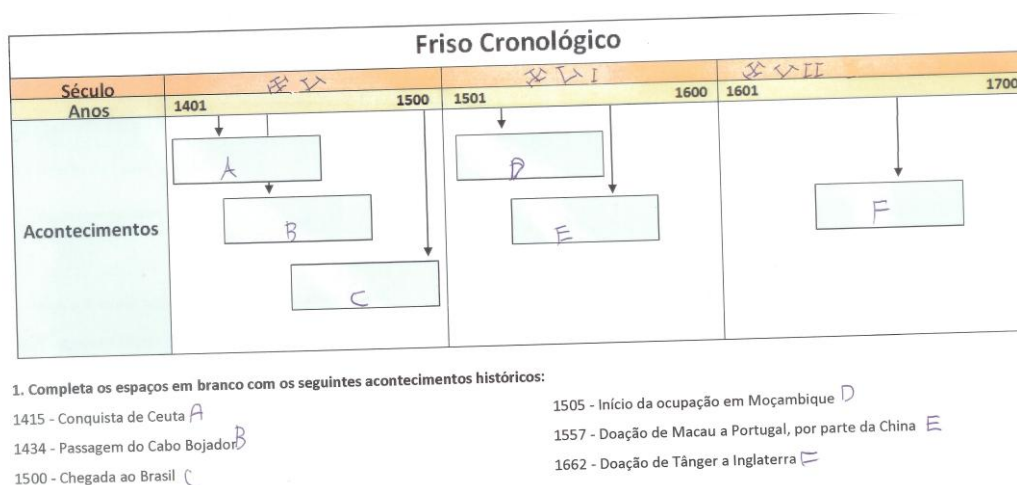 Friso Cronológico
Século XV XVI XVII
Anos 1401 1500 1501 1600 1601 1700
A D
Acontecimentos B E F
C
1. Completa os espaços em branco com os seguintes acontecimentos históricos:
1415 - Conquista de Ceuta A
1434 - Passagem do Cabo Bojador B
1500 - Chegada ao Brasil C
1505 - Início da ocupação em Moçambique D
1557 - Doação de Macau a Portugal, por parte da China E
1662 - Doação de Tânger a Inglaterra F